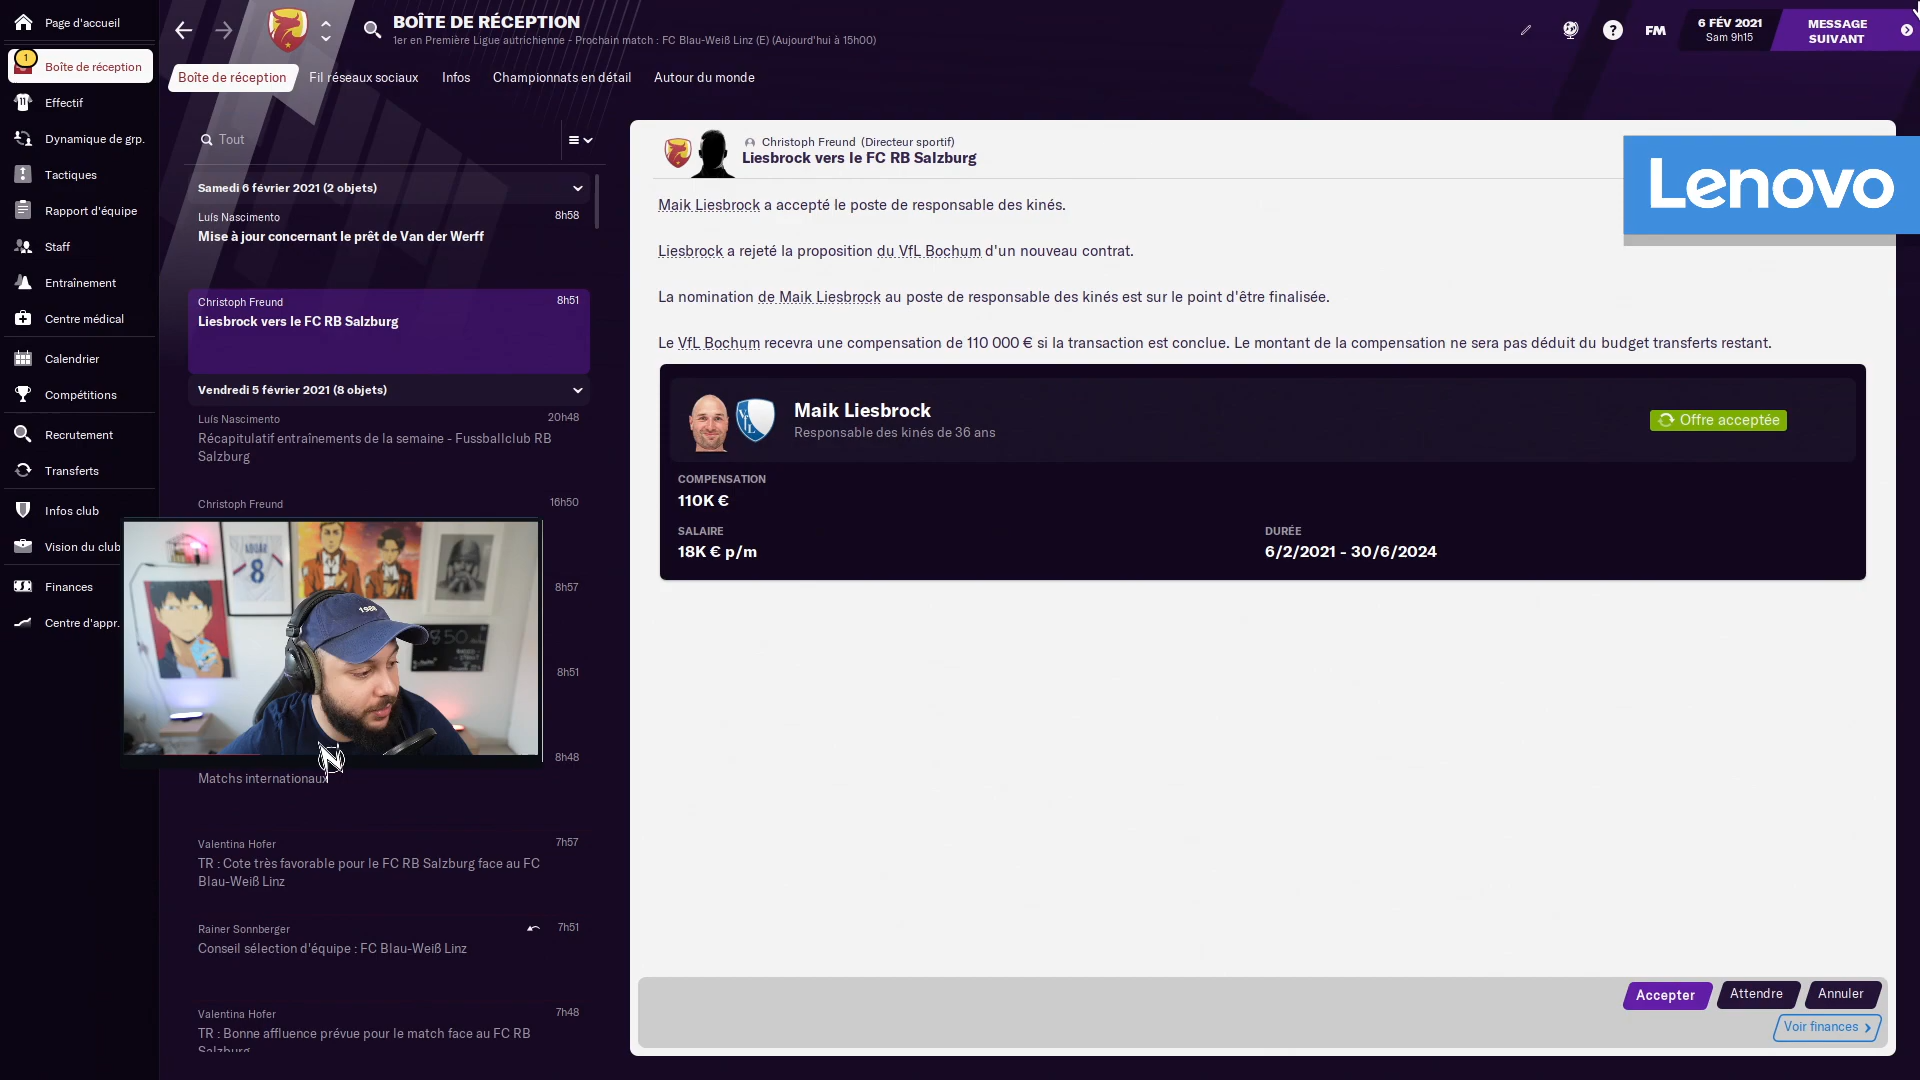 Page d'accueil
1
Boîte de réception
Effectif
Dynamique de grp.
Tactiques
Rapport d'équipe
Staff
Entraînement
Centre médical
Calendrier
Compétitions
Recrutement
Transferts
Infos club
Vision du club
Finances
Centre d'appr.
BOÎTE DE RÉCEPTION
1er en Première Ligue autrichienne - Prochain match : FC Blau-Weiß Linz (E) (Aujourd'hui à 15h00)
FM
6 FÉV 2021
Sam 9h15
MESSAGE
SUIVANT
Boîte de réception
Fil réseaux sociaux
Infos
Championnats en détail
Autour du monde
Tout
Samedi 6 février 2021 (2 objets)
Luís Nascimento
8h58
Mise à jour concernant le prêt de Van der Werff
Christoph Freund
8h51
Liesbrock vers le FC RB Salzburg
Vendredi 5 février 2021 (8 objets)
Luís Nascimento
20h48
Récapitulatif entraînements de la semaine - Fussballclub RB
Salzburg
Christoph Freund
16h50
8h57
8h51
8h48
8
1988
850
Matchs internationaux
Valentina Hofer
7h57
TR : Cote très favorable pour le FC RB Salzburg face au FC
Blau-Weiß Linz
Rainer Sonnberger
7h51
Conseil sélection d'équipe : FC Blau-Weiß Linz
Valentina Hofer
7h48
TR : Bonne affluence prévue pour le match face au FC RB
Salzburg
Christoph Freund (Directeur sportif)
Liesbrock vers le FC RB Salzburg
Lenovo
Maik Liesbrock a accepté le poste de responsable des kinés.
Liesbrock a rejeté la proposition du VfL Bochum d'un nouveau contrat.
La nomination de Maik Liesbrock au poste de responsable des kinés est sur le point d'être finalisée.
Le VfL Bochum recevra une compensation de 110 000 € si la transaction est conclue. Le montant de la compensation ne sera pas déduit du budget transferts restant.
Maik Liesbrock
Responsable des kinés de 36 ans
Offre acceptée
COMPENSATION
110K €
SALAIRE
18K € p/m
DURÉE
6/2/2021 - 30/6/2024
Accepter
Attendre
Annuler
Voir finances